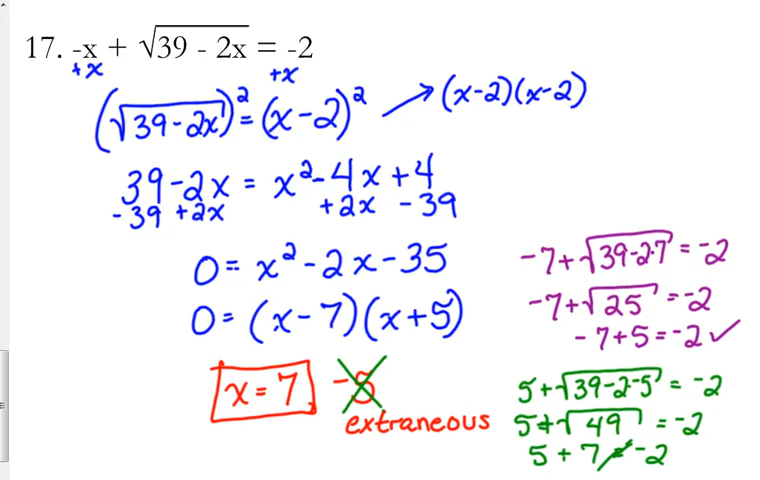 17. -x + √39 - 2x = -2
+x +x
(√39-2x)² = (x-2)² → (x-2)(x-2)
39-2x = x²-4x+4
-39 +2x +2x -39
0 = x²-2x-35
0 = (x-7)(x+5)
x = 7 -5
extraneous
-7+√39-2·7 = -2
-7+√25 = -2
-7+5 = -2 ✓
5+√39-2-5 = -2
5+√49 = -2
5+7≠-2